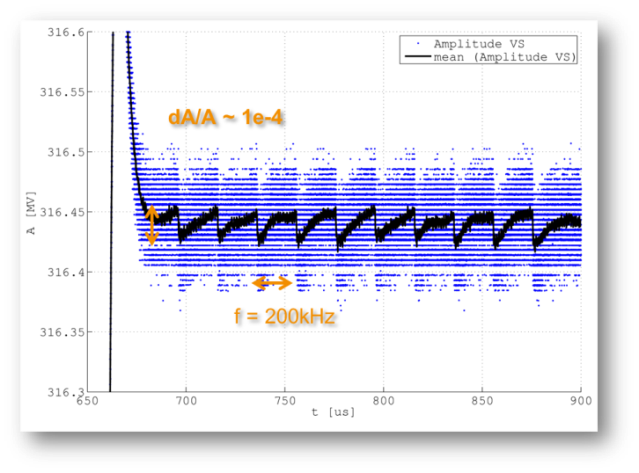 316.6
Amplitude VS
mean (Amplitude VS)
316.55
dA/A ~ 1e-4
316.5
A [MV]
316.45
316.4
f = 200kHz
316.35
316.3
650 700 750 800 850 900
t [us]